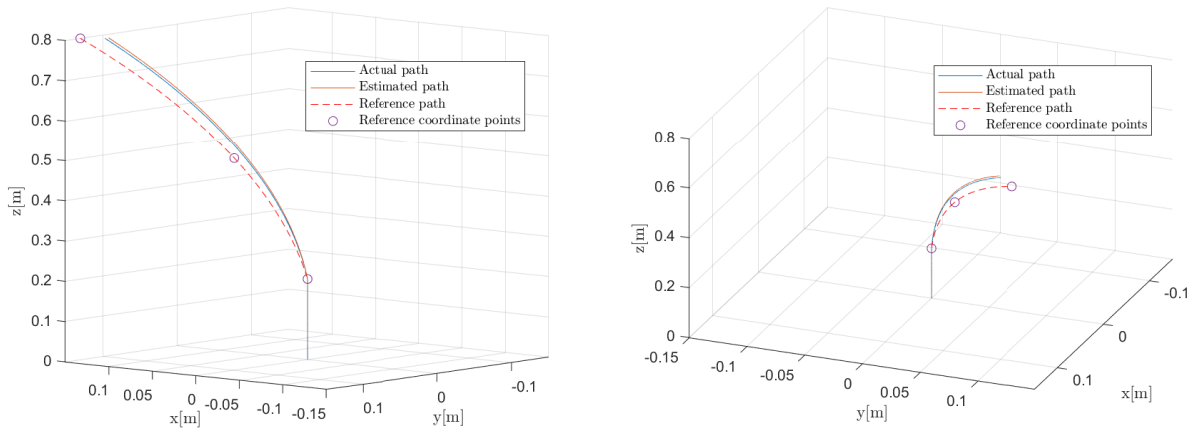 0.8
0.7
0.6
0.5
0.4
0.3
0.2
0.1
0
z[m]
0.1
0.05
0
-0.05
-0.1
-0.15
x[m]
0.1
0
-0.1
y[m]
Actual path
Estimated path
Reference path
Reference coordinate points
0.8
0.6
0.4
0.2
0
z[m]
-0.15
-0.1
-0.05
0
0.05
0.1
y[m]
0.1
0
-0.1
x[m]
Actual path
Estimated path
Reference path
Reference coordinate points